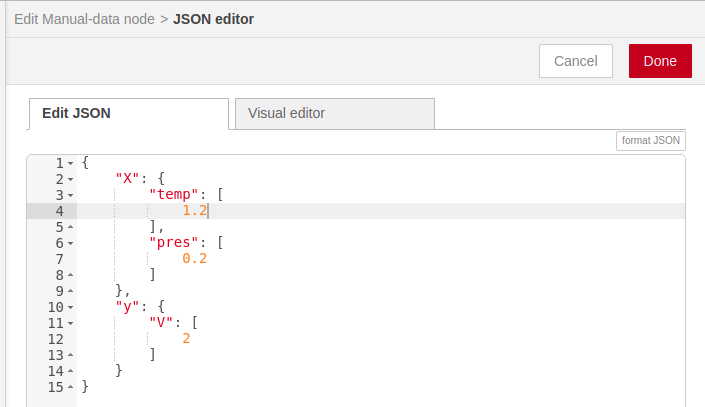 Edit Manual-data node > JSON editor
Cancel Done
Edit JSON Visual editor
format JSON
1 {
2 "X": {
3 "temp": [
4 1.2
5 ],
6 "pres": [
7 0.2
8 ]
9 },
10 "y": {
11 "V": [
12 2
13 ]
14 }
15 }